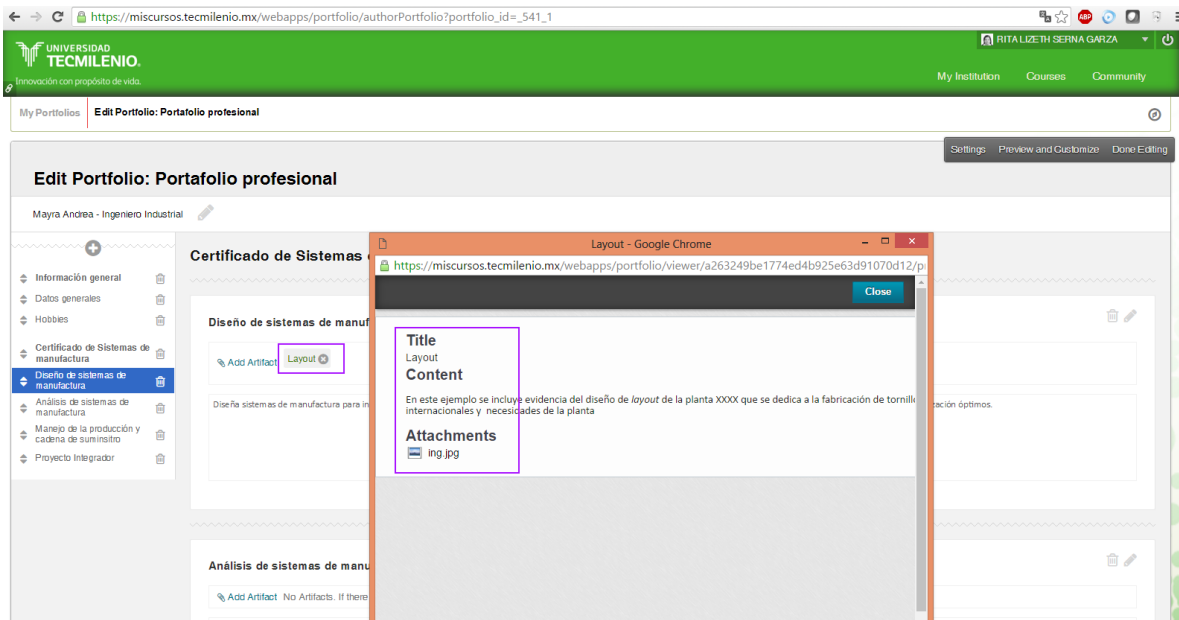 https://miscursos.tecmilenio.mx/webapps/portfolio/authorPortfolio?portfolio_id=_541_1
ABP
UNIVERSIDAD
TECMILENIO.
Innovación con propósito de vida.
RITA LIZETH SERNA GARZA
My Institution Courses Community
My Portfolios Edit Portfolio: Portafolio profesional
Settings Preview and Customize Done Editing
Edit Portfolio: Portafolio profesional
Mayra Andrea - Ingeniero Industrial
Información general
Datos generales
Hobbies
Certificado de Sistemas de
manufactura
Diseño de sistemas de
manufactura
Análisis de sistemas de
manufactura
Manejo de la producción y
cadena de suminsitro
Proyecto Integrador
Certificado de Sistemas
Diseño de sistemas de manuf
Add Artifact Layout
Diseña sistemas de manufactura para in
zación óptimos.
Análisis de sistemas de manu
Add Artifact No Artifacts. If there
Layout - Google Chrome
https://miscursos.tecmilenio.mx/webapps/portfolio/viewer/a263249be1774ed4b925e63d91070d12/p
Close
Title
Layout
Content
En este ejemplo se incluye evidencia del diseño de layout de la planta XXXX que se dedica a la fabricación de tornill
internacionales y necesidades de la planta
Attachments
ing.jpg